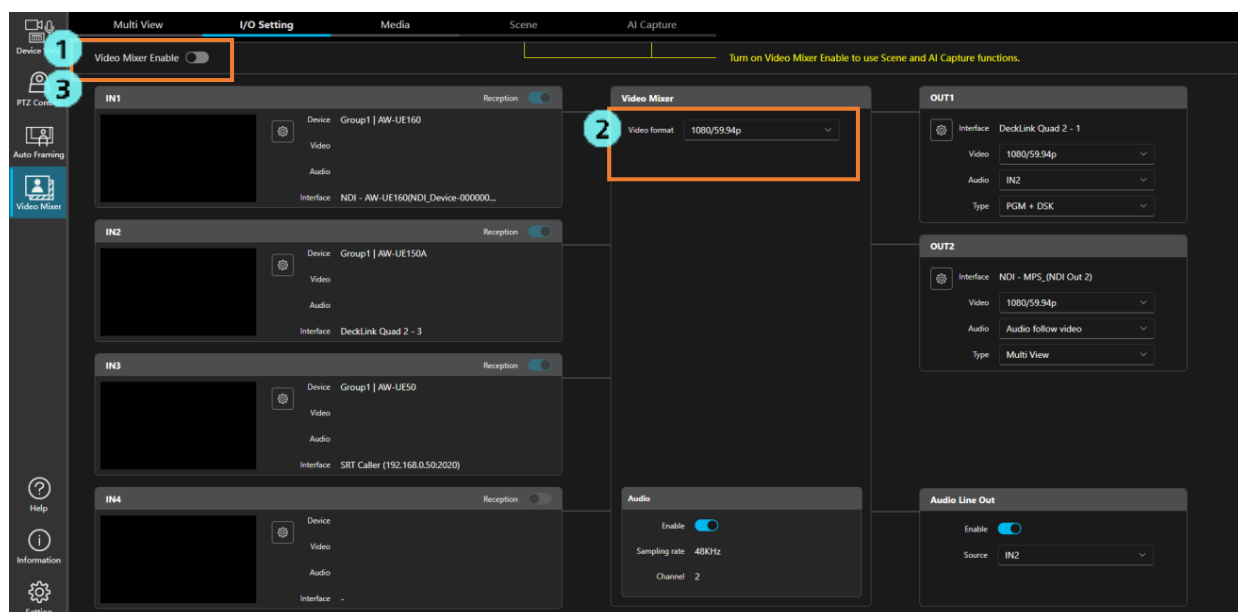 Multi View
I/O Setting
Media
Scene
AI Capture
Device
1
Video Mixer Enable
Turn on Video Mixer Enable to use Scene and AI Capture functions.
3
PTZ
Auto Framing
Video Mixer
Help
Information
Setting
IN1
Reception
Device Group1 | AW-UE160
Video
Audio
Interface NDI - AW-UE160(NDI_Device-000000...
IN2
Reception
Device Group1 | AW-UE150A
Video
Audio
Interface DeckLink Quad 2 - 3
IN3
Reception
Device Group1 | AW-UE50
Video
Audio
Interface SRT Caller (192.168.0.50:2020)
IN4
Reception
Device
Video
Audio
Interface -
Video Mixer
2
Video format 1080/59.94p
Audio
Enable
Sampling rate 48KHz
Channel 2
OUT1
Interface DeckLink Quad 2 - 1
Video 1080/59.94p
Audio IN2
Type PGM + DSK
OUT2
Interface NDI - MPS_(NDI Out 2)
Video 1080/59.94p
Audio Audio follow video
Type Multi View
Audio Line Out
Enable
Source IN2